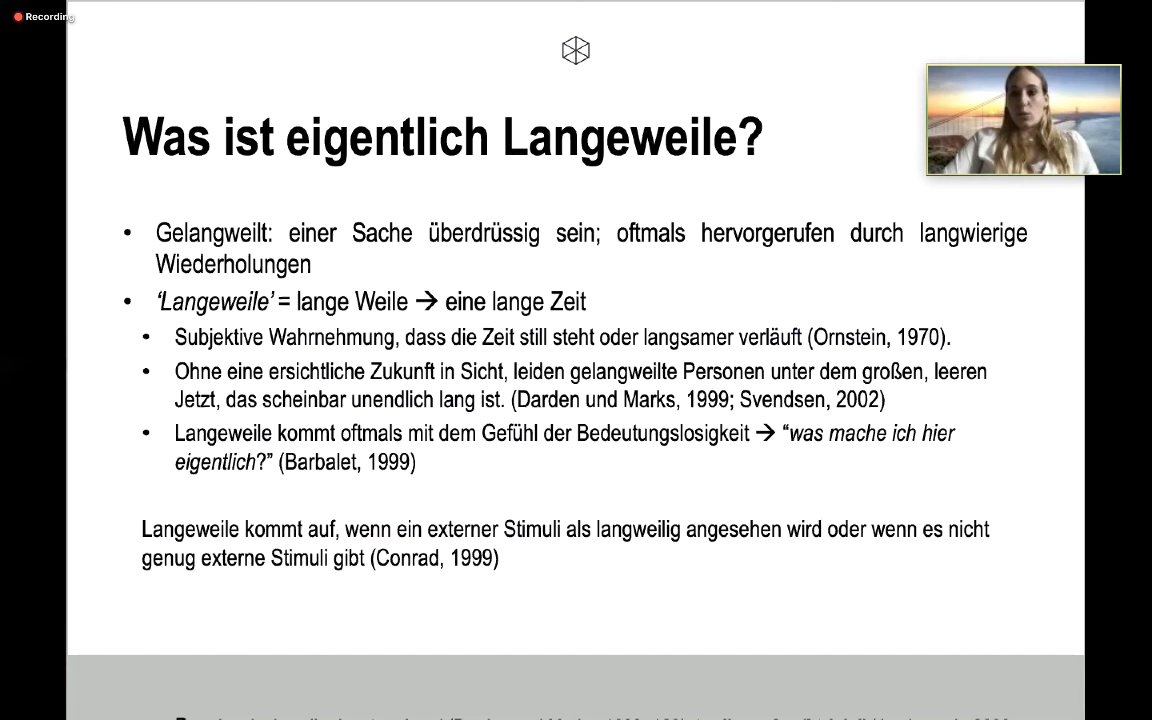 Recording
Was ist eigentlich Langeweile?
• Gelangweilt: einer Sache überdrüssig sein; oftmals hervorgerufen durch langwierige
Wiederholungen
• ‘Langeweile’ = lange Weile → eine lange Zeit
• Subjektive Wahrnehmung, dass die Zeit still steht oder langsamer verläuft (Ornstein, 1970).
• Ohne eine ersichtliche Zukunft in Sicht, leiden gelangweilte Personen unter dem großen, leeren
Jetzt, das scheinbar unendlich lang ist. (Darden und Marks, 1999; Svendsen, 2002)
• Langeweile kommt oftmals mit dem Gefühl der Bedeutungslosigkeit → “was mache ich hier
eigentlich?” (Barbalet, 1999)
Langeweile kommt auf, wenn ein externer Stimuli als langweilig angesehen wird oder wenn es nicht
genug externe Stimuli gibt (Conrad, 1999)